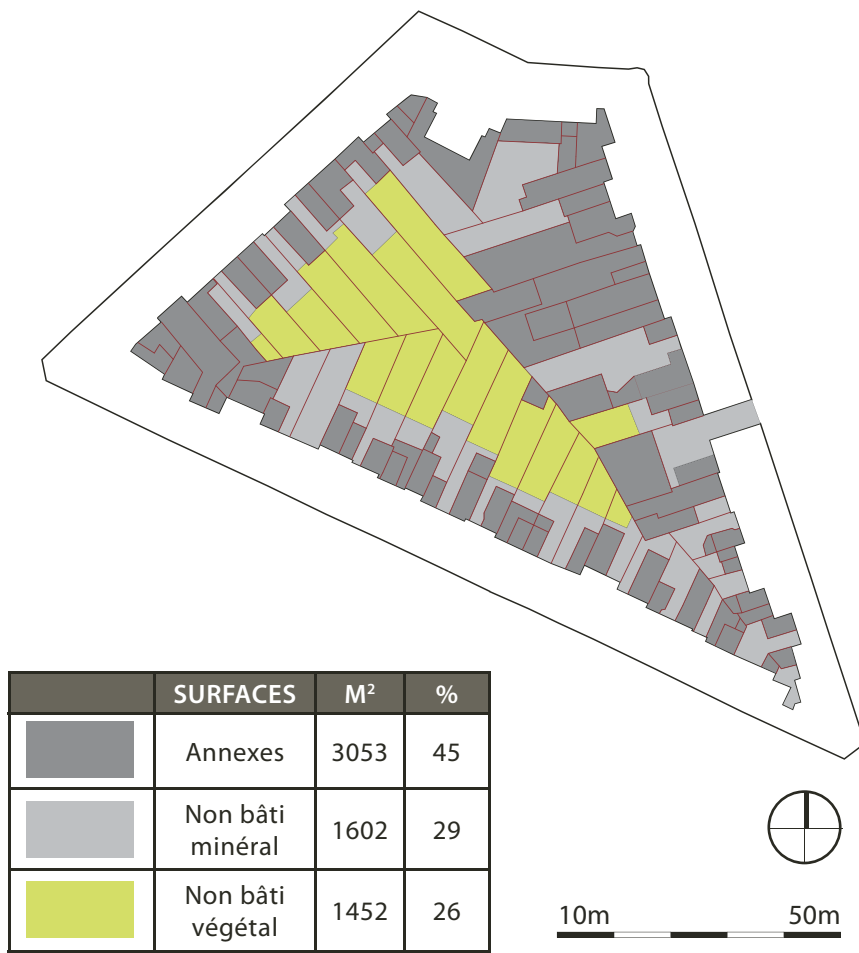 SURFACES M² %
Annexes 3053 45
Non bâti
minéral 1602 29
Non bâti
végétal 1452 26
10m 50m